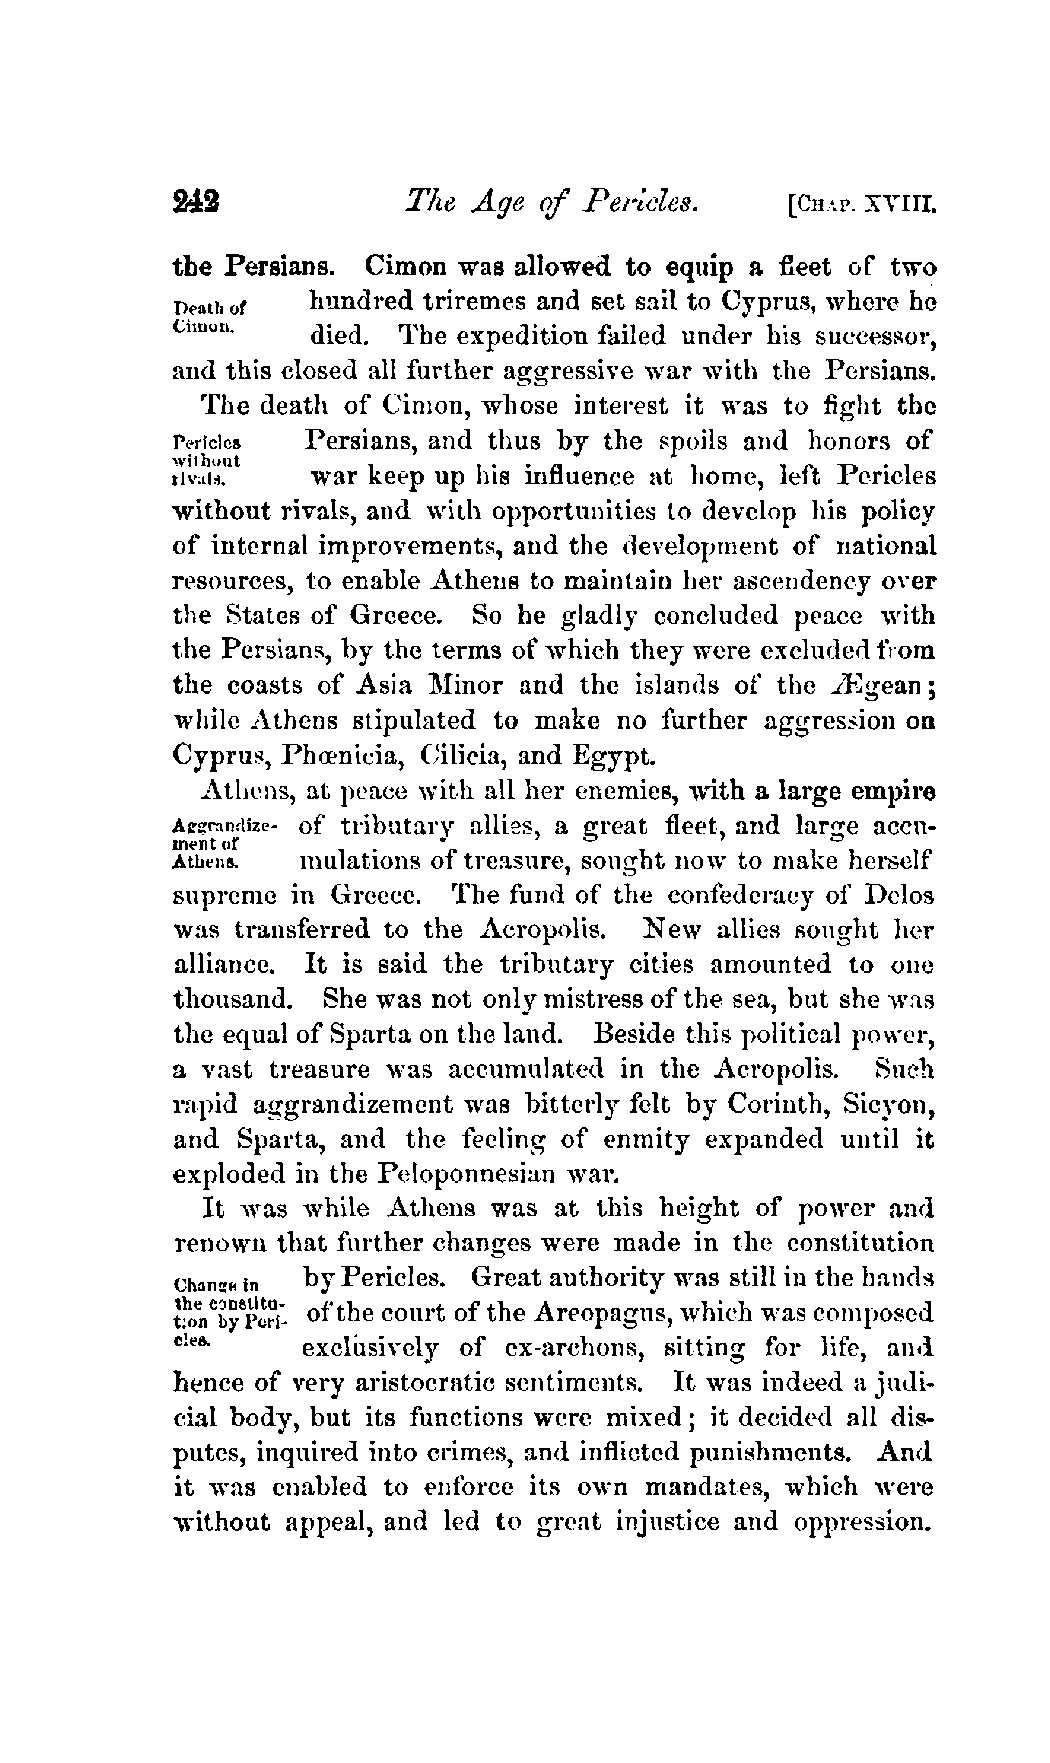 242 The Age of Pericles. [CHAP. XVIII.
the Persians. Cimon was allowed to equip a fleet of two
Death of
Cimon.
hundred triremes and set sail to Cyprus, where he
died. The expedition failed under his successor,
and this closed all further aggressive war with the Persians.
The death of Cimon, whose interest it was to fight the
Pericles
without
rivals.
Persians, and thus by the spoils and honors of
war keep up his influence at home, left Pericles
without rivals, and with opportunities to develop his policy
of internal improvements, and the development of national
resources, to enable Athens to maintain her ascendency over
the States of Greece. So he gladly concluded peace with
the Persians, by the terms of which they were excluded from
the coasts of Asia Minor and the islands of the Ægean;
while Athens stipulated to make no further aggression on
Cyprus, Phœnicia, Cilicia, and Egypt.
Athens, at peace with all her enemies, with a large empire
Aggrandize-
ment of
Athens.
of tributary allies, a great fleet, and large accu-
mulations of treasure, sought now to make herself
supreme in Greece. The fund of the confederacy of Delos
was transferred to the Acropolis. New allies sought her
alliance. It is said the tributary cities amounted to one
thousand. She was not only mistress of the sea, but she was
the equal of Sparta on the land. Beside this political power,
a vast treasure was accumulated in the Acropolis. Such
rapid aggrandizement was bitterly felt by Corinth, Sicyon,
and Sparta, and the feeling of enmity expanded until it
exploded in the Peloponnesian war.
It was while Athens was at this height of power and
renown that further changes were made in the constitution
Change in
the constitu-
tion by Peri-
cles.
by Pericles. Great authority was still in the hands
of the court of the Areopagus, which was composed
exclusively of ex-archons, sitting for life, and
hence of very aristocratic sentiments. It was indeed a judi-
cial body, but its functions were mixed; it decided all dis-
putes, inquired into crimes, and inflicted punishments. And
it was enabled to enforce its own mandates, which were
without appeal, and led to great injustice and oppression.